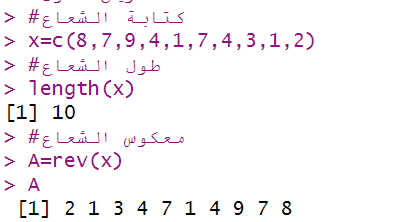 > #كتابة الشعاع
> x=c(8,7,9,4,1,7,4,3,1,2)
> #طول الشعاع
> length(x)
[1] 10
> #معكوس الشعاع
> A=rev(x)
> A
 [1] 2 1 3 4 7 1 4 9 7 8